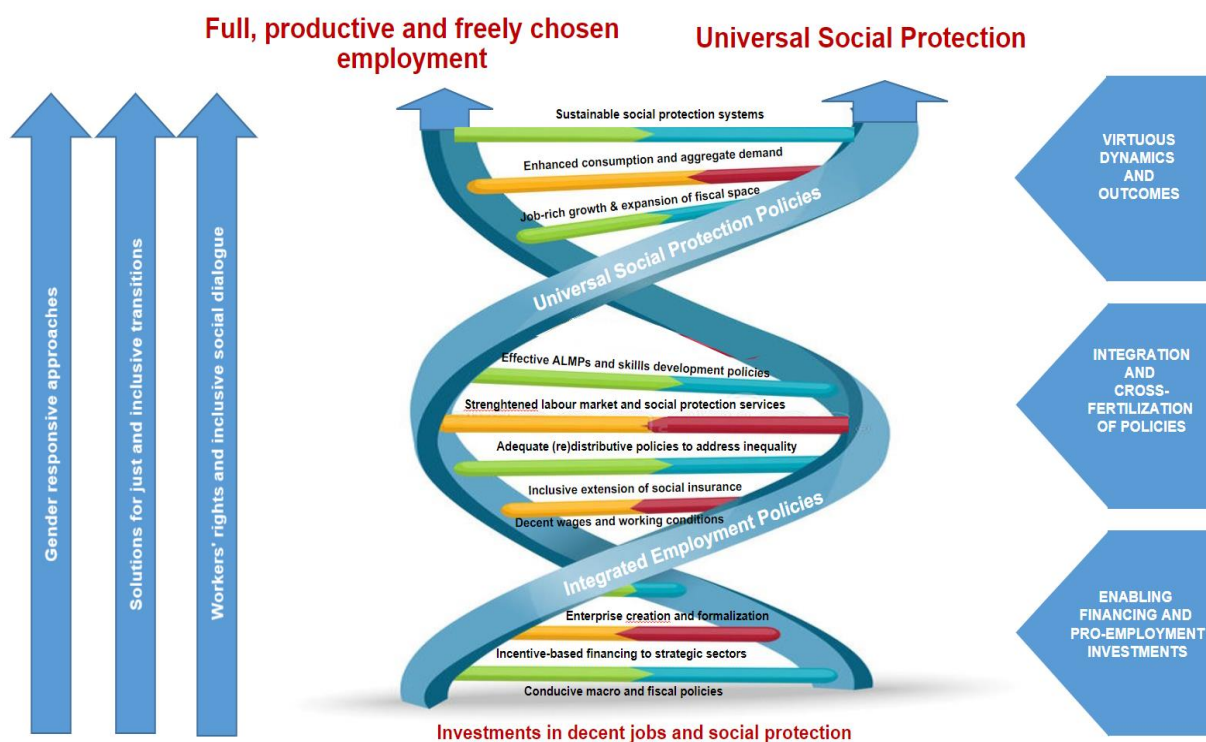 Full, productive and freely chosen
employment
Universal Social Protection
Gender responsive approaches
Solutions for just and inclusive transitions
Workers' rights and inclusive social dialogue
Sustainable social protection systems
Enhanced consumption and aggregate demand
Job-rich growth & expansion of fiscal space
Universal Social Protection Policies
Effective ALMPs and skillls development policies
Strenghtened labour market and social protection services
Adequate (re)distributive policies to address inequality
Inclusive extension of social insurance
Decent wages and working conditions
Integrated Employment Policies
Enterprise creation and formalization
Incentive-based financing to strategic sectors
Conducive macro and fiscal policies
Investments in decent jobs and social protection
VIRTUOUS
DYNAMICS
AND
OUTCOMES
INTEGRATION
AND
CROSS-
FERTILIZATION
OF POLICIES
ENABLING
FINANCING AND
PRO-EMPLOYMENT
INVESTMENTS